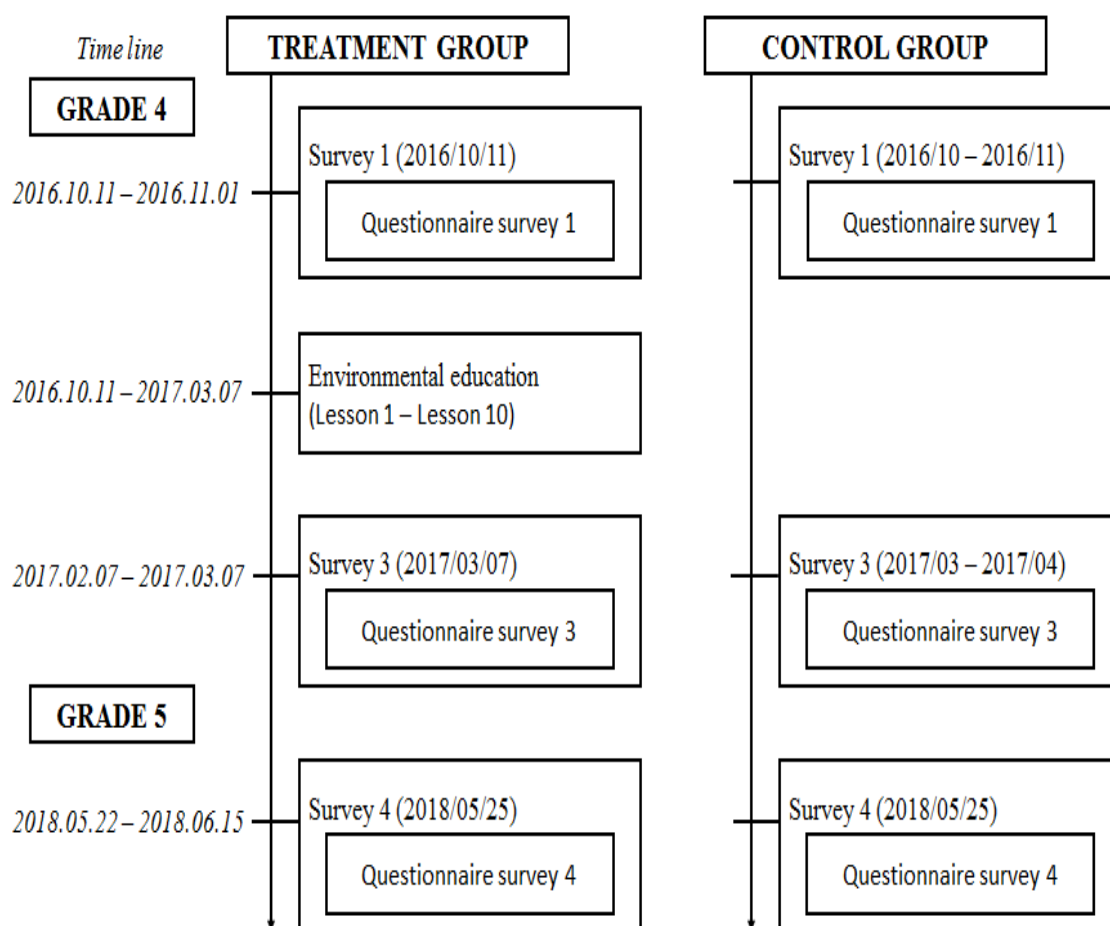 Time line
TREATMENT GROUP
CONTROL GROUP
GRADE 4
Survey 1 (2016/10/11)
Survey 1 (2016/10 – 2016/11)
2016.10.11 – 2016.11.01
Questionnaire survey 1
Questionnaire survey 1
2016.10.11 – 2017.03.07
Environmental education
(Lesson 1 – Lesson 10)
2017.02.07 – 2017.03.07
Survey 3 (2017/03/07)
Survey 3 (2017/03 – 2017/04)
Questionnaire survey 3
Questionnaire survey 3
GRADE 5
2018.05.22 – 2018.06.15
Survey 4 (2018/05/25)
Survey 4 (2018/05/25)
Questionnaire survey 4
Questionnaire survey 4